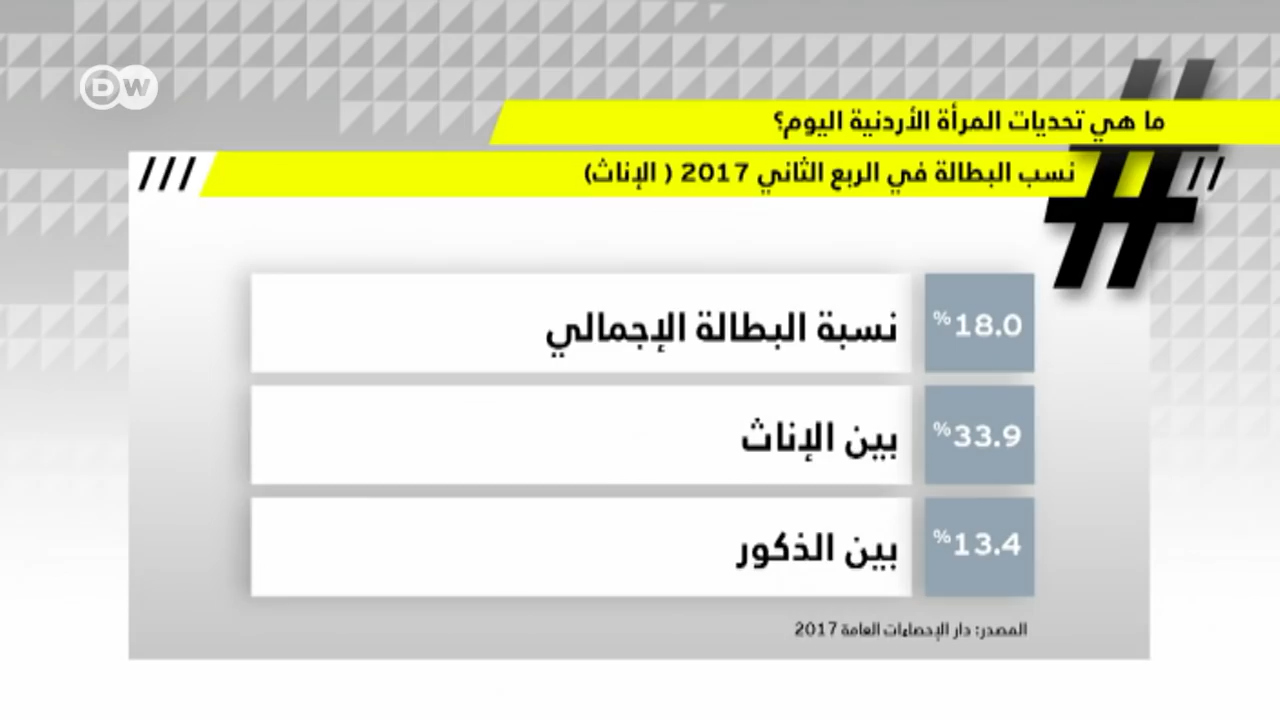 DW
ما هي تحديات المرأة الأردنية اليوم؟
نسب البطالة في الربع الثاني 2017 ( الإناث)
%18.0 نسبة البطالة الإجمالي
%33.9 بين الإناث
%13.4 بين الذكور
المصدر: دار الإحصاءات العامة 2017